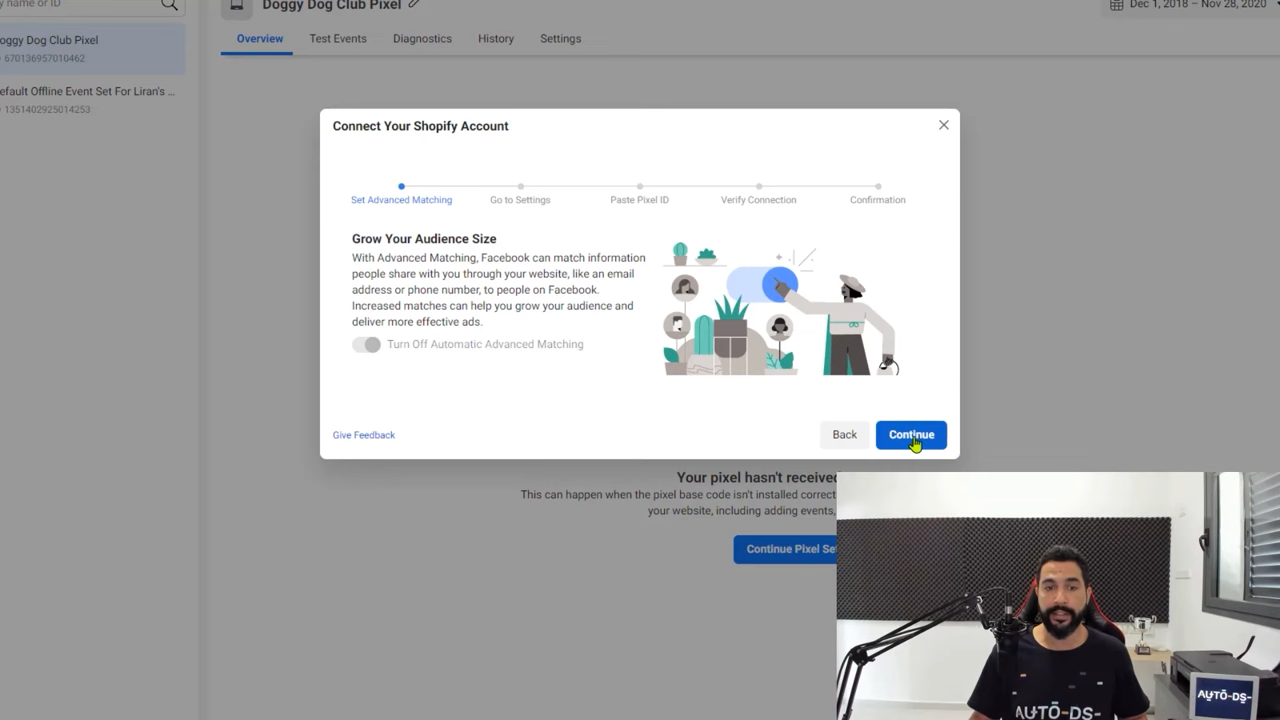 y name or ID
Doggy Dog Club Pixel
Dec 1, 2018 – Nov 28, 2020
oggy Dog Club Pixel
670136957010462
efault Offline Event Set For Liran's ...
1351402925014253
Overview
Test Events
Diagnostics
History
Settings
Connect Your Shopify Account
Set Advanced Matching
Go to Settings
Paste Pixel ID
Verify Connection
Confirmation
Grow Your Audience Size
With Advanced Matching, Facebook can match information
people share with you through your website, like an email
address or phone number, to people on Facebook.
Increased matches can help you grow your audience and
deliver more effective ads.
Turn Off Automatic Advanced Matching
Give Feedback
Back
Continue
Your pixel hasn't received
This can happen when the pixel base code isn't installed correct
your website, including adding events,
Continue Pixel Se
AUTO-DS-
AUTO-DS-